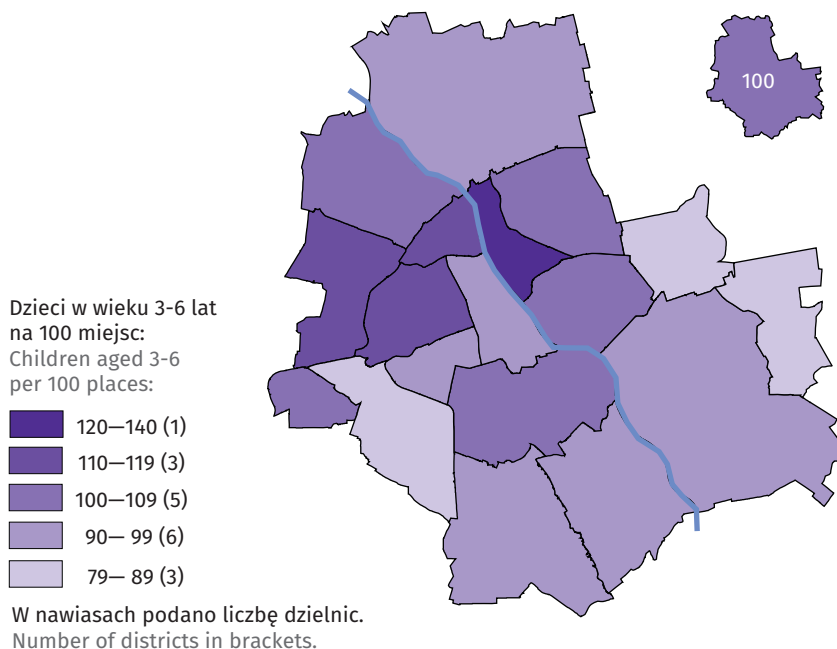 100
Dzieci w wieku 3-6 lat
na 100 miejsc:
Children aged 3-6
per 100 places:
120—140 (1)
110—119 (3)
100—109 (5)
90— 99 (6)
79— 89 (3)
W nawiasach podano liczbę dzielnic.
Number of districts in brackets.